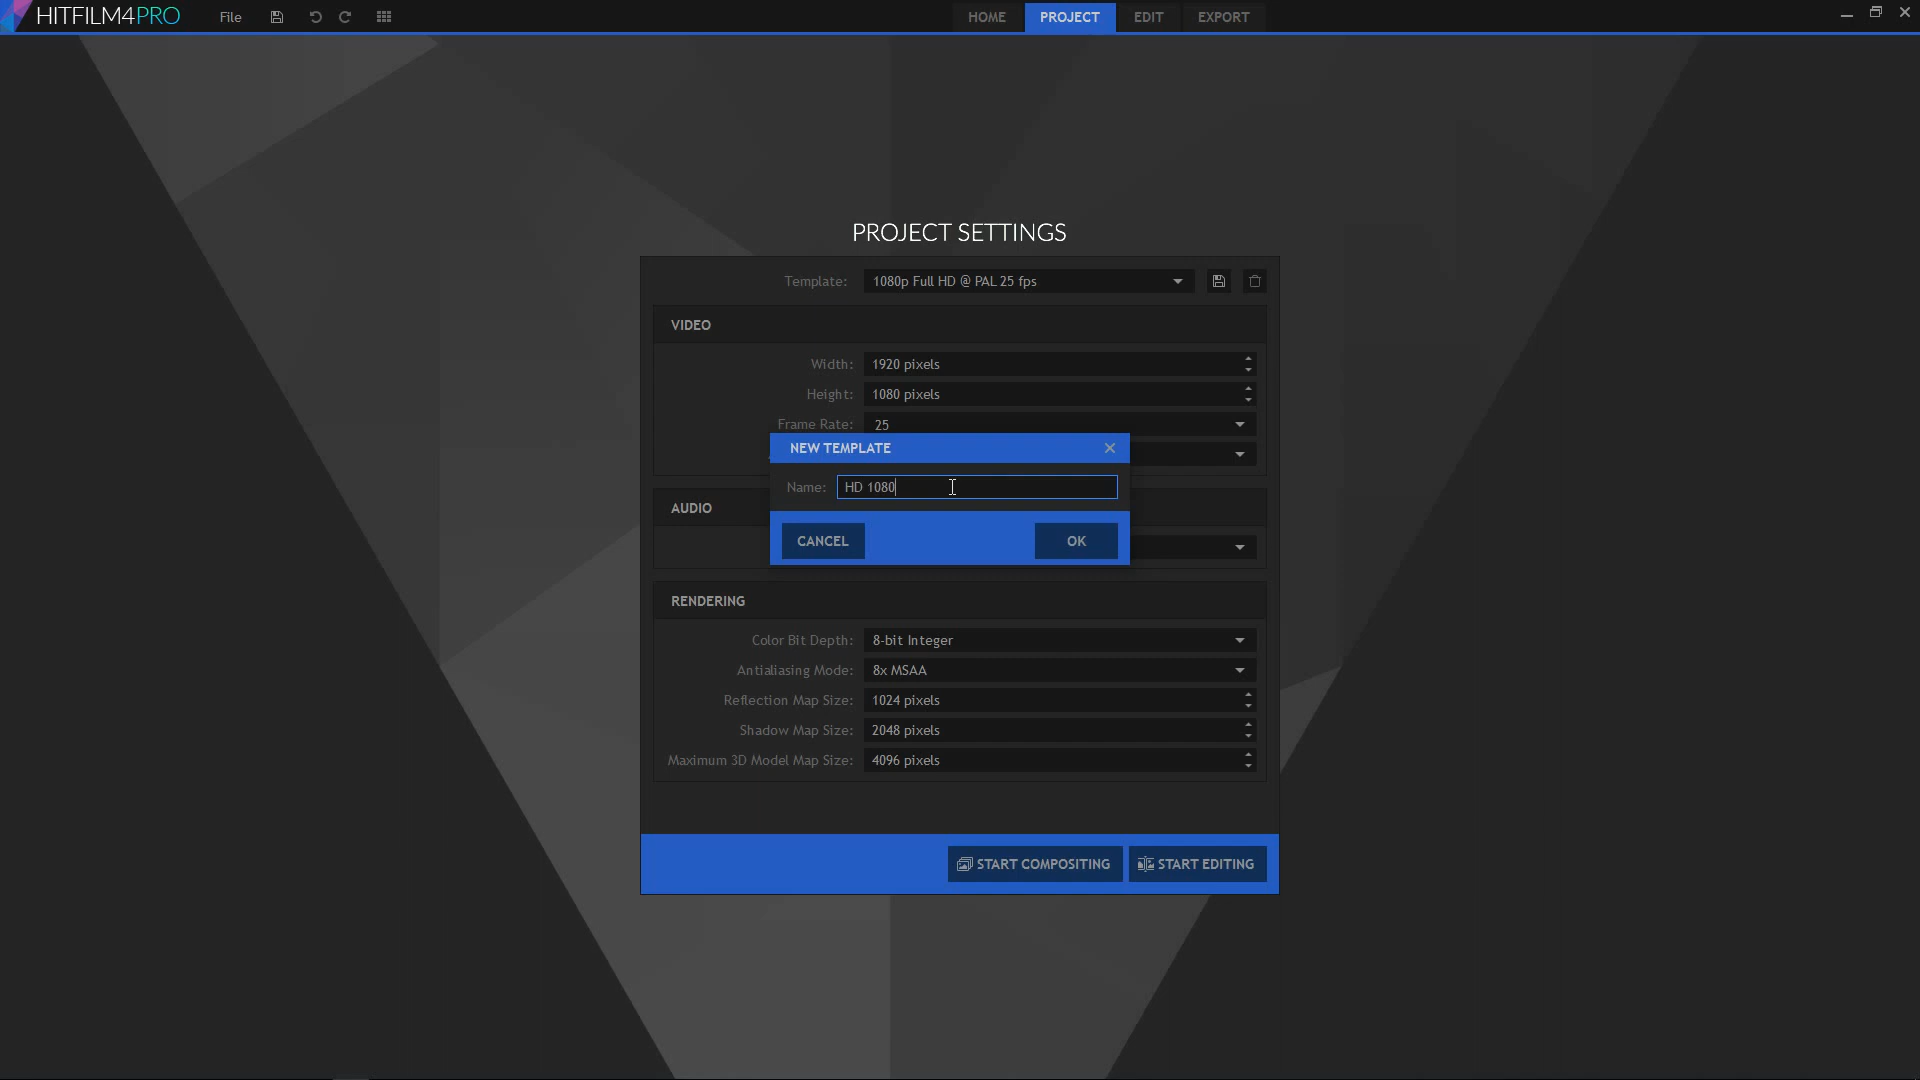 HITFILM4PRO File HOME PROJECT EDIT EXPORT
PROJECT SETTINGS
Template: 1080p Full HD @ PAL 25 fps
VIDEO
Width: 1920 pixels
Height: 1080 pixels
Frame Rate: 25
NEW TEMPLATE
Name: HD 1080
AUDIO
CANCEL OK
RENDERING
Color Bit Depth: 8-bit Integer
Antialiasing Mode: 8x MSAA
Reflection Map Size: 1024 pixels
Shadow Map Size: 2048 pixels
Maximum 3D Model Map Size: 4096 pixels
START COMPOSITING START EDITING